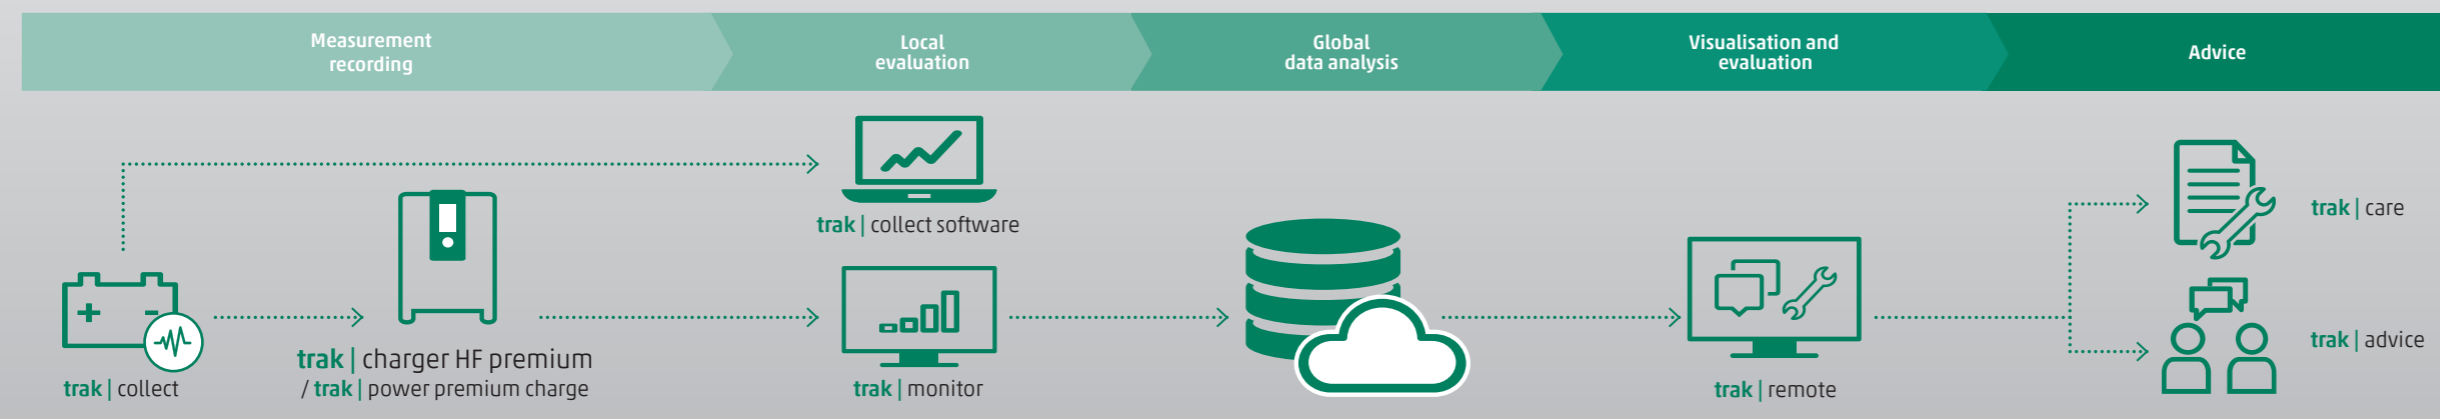 Measurement
recording
Local
evaluation
Global
data analysis
Visualisation and
evaluation
Advice
trak | collect software
trak | care
+ -
trak | charger HF premium
/ trak | power premium charge
trak | collect
trak | monitor
trak | remote
trak | advice